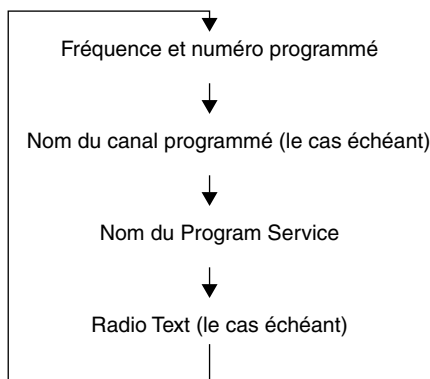 Fréquence et numéro programmé
Nom du canal programmé (le cas échéant)
Nom du Program Service
Radio Text (le cas échéant)